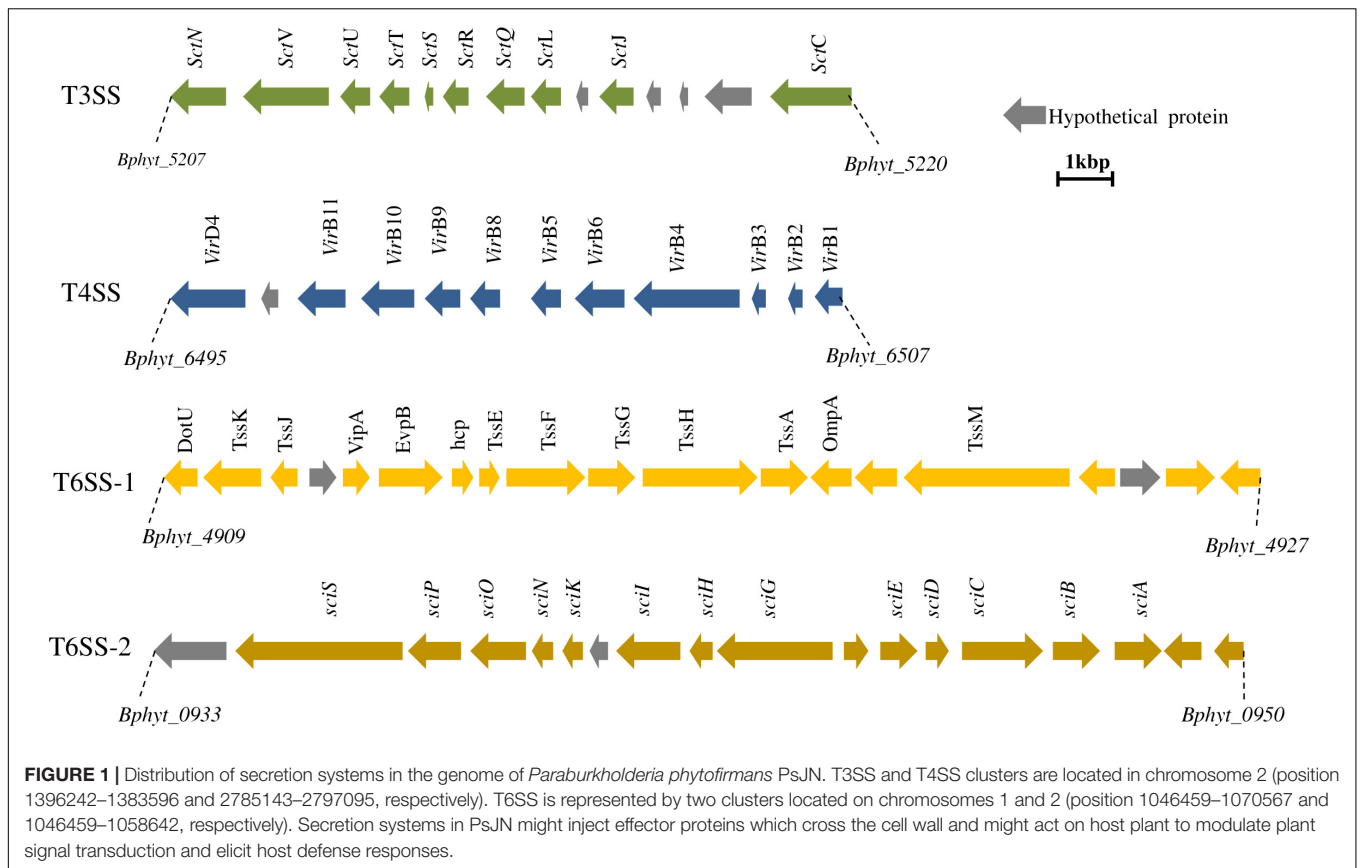 SctN SctV SctU SctT SctS SctR SctQ SctL SctJ SctC
T3SS
Hypothetical protein
Bphyt_5207 Bphyt_5220
1kbp
VirD4 VirB11 VirB10 VirB9 VirB8 VirB5 VirB6 VirB4 VirB3 VirB2 VirB1
T4SS
Bphyt_6495 Bphyt_6507
DotU TssK TssJ VipA EvpB hcp TssE TssF TssG TssH TssA OmpA TssM
T6SS-1
Bphyt_4909 Bphyt_4927
sciS sciP sciO sciN sciK sciI sciH sciG sciE sciD sciC sciB sciA
T6SS-2
Bphyt_0933 Bphyt_0950
FIGURE 1 | Distribution of secretion systems in the genome of Paraburkholderia phytofirmans PsJN. T3SS and T4SS clusters are located in chromosome 2 (position
1396242–1383596 and 2785143–2797095, respectively). T6SS is represented by two clusters located on chromosomes 1 and 2 (position 1046459–1070567 and
1046459–1058642, respectively). Secretion systems in PsJN might inject effector proteins which cross the cell wall and might act on host plant to modulate plant
signal transduction and elicit host defense responses.